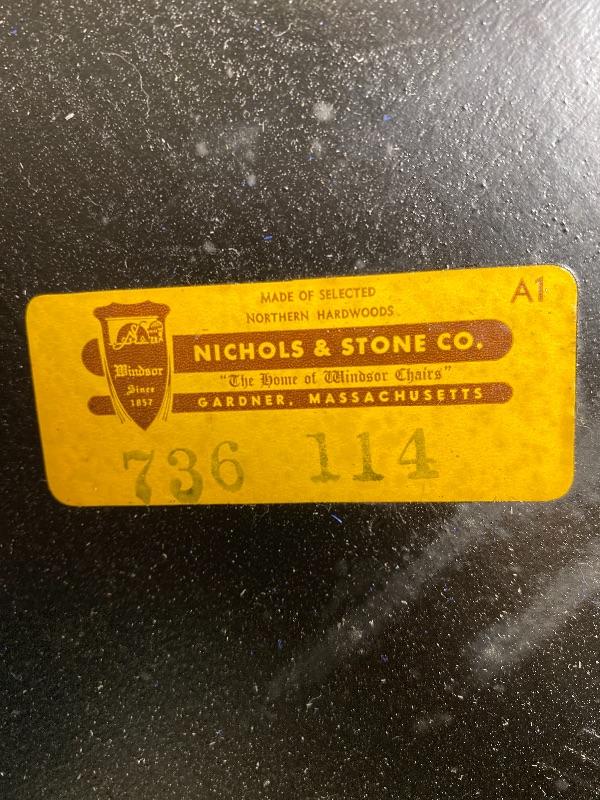 A1
MADE OF SELECTED
NORTHERN HARDWOODS
NICHOLS & STONE CO.
"The Home of Windsor Chairs"
GARDNER, MASSACHUSETTS
Windsor
Since
1857
736 114